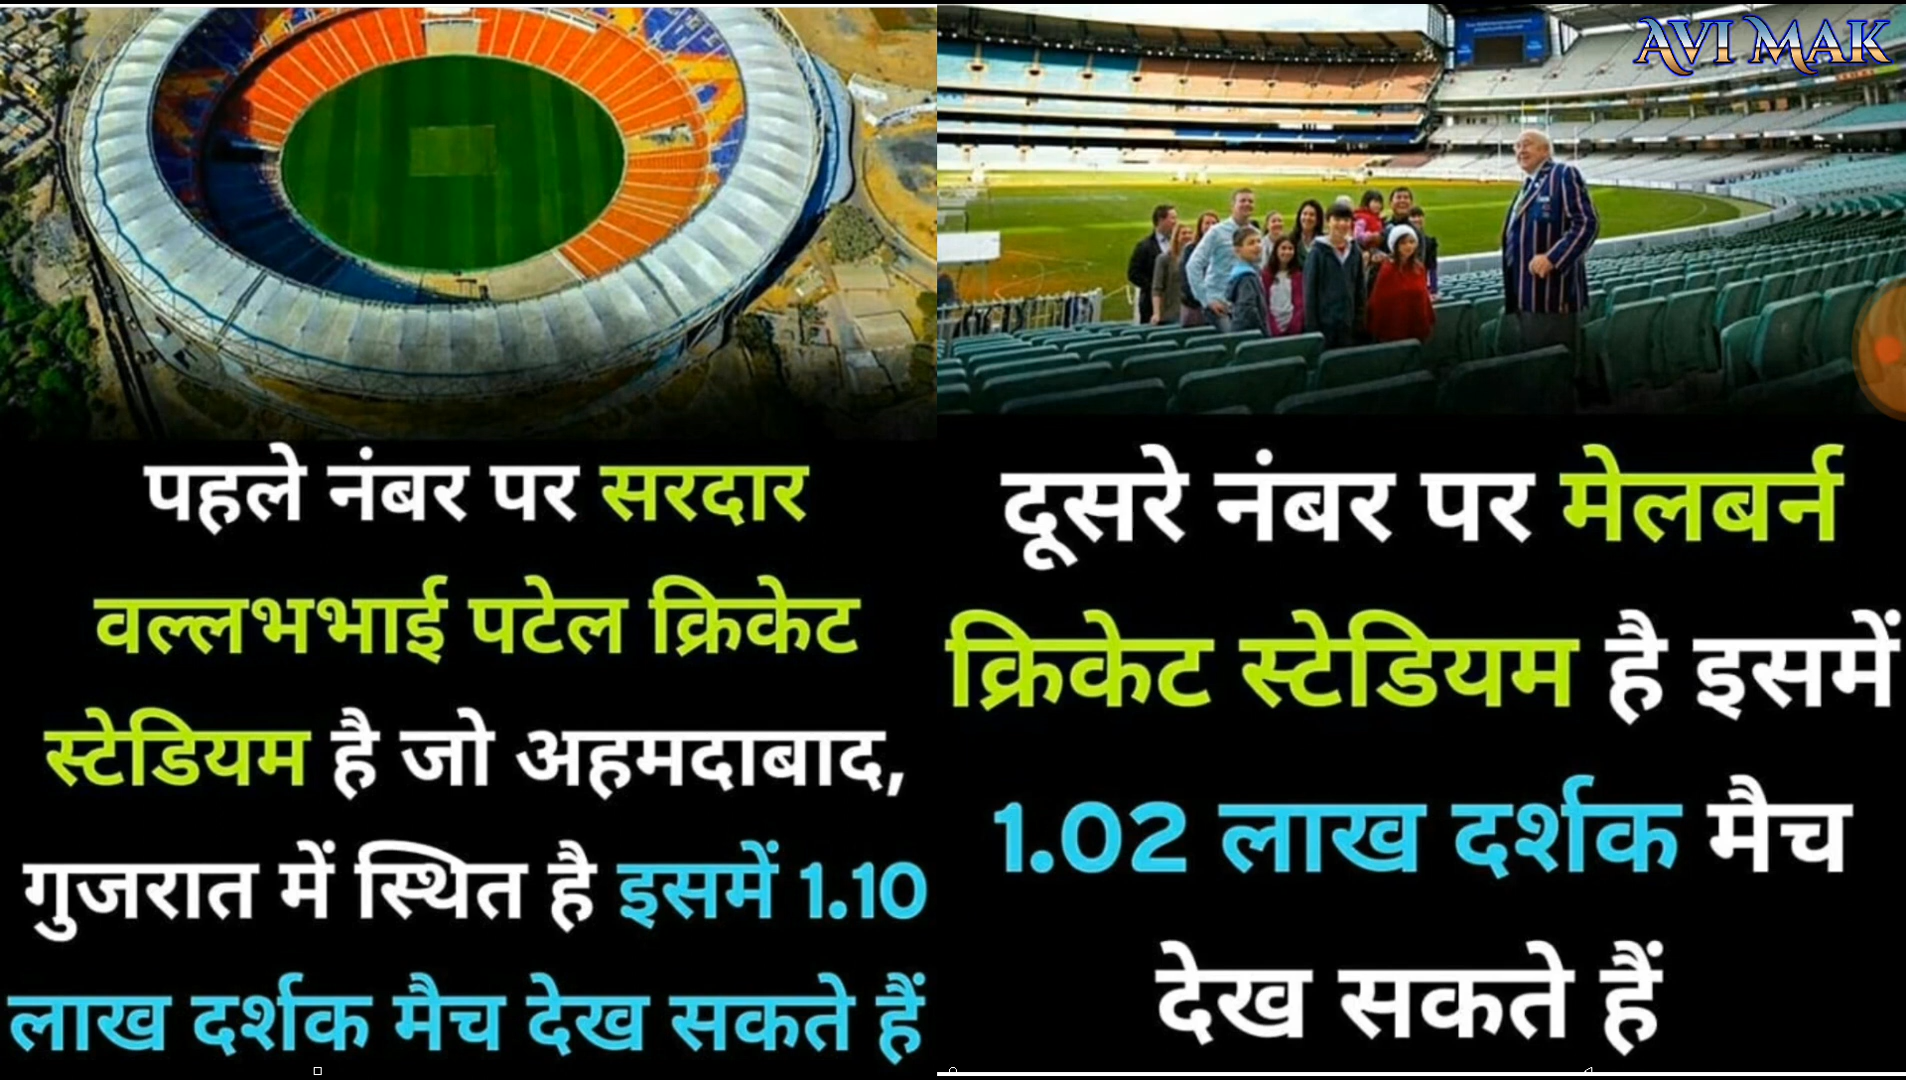 AVI MAK
पहले नंबर पर सरदार
वल्लभभाई पटेल क्रिकेट
स्टेडियम है जो अहमदाबाद,
गुजरात में स्थित है इसमें 1.10
लाख दर्शक मैच देख सकते हैं
दूसरे नंबर पर मेलबर्न
क्रिकेट स्टेडियम है इसमें
1.02 लाख दर्शक मैच
देख सकते हैं